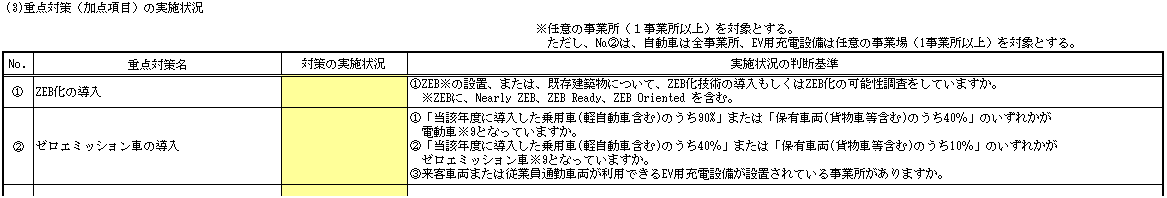 (3)重点対策（加点項目）の実施状況
※任意の事業所（１事業所以上）を対象とする。
ただし、No②は、自動車は全事業所、EV用充電設備は任意の事業場（1事業所以上）を対象とする。
No. 重点対策名 対策の実施状況 実施状況の判断基準
① ZEB化の導入
①ZEB※の設置、または、既存建築物について、ZEB化技術の導入もしくはZEB化の可能性調査をしていますか。
※ZEBに、Nearly ZEB、ZEB Ready、ZEB Oriented を含む。
② ゼロエミッション車の導入
①「当該年度に導入した乗用車(軽自動車含む)のうち90%」または「保有車両(貨物車等含む)のうち40%」のいずれかが
電動車※9となっていますか。
②「当該年度に導入した乗用車(軽自動車含む)のうち40%」または「保有車両(貨物車等含む)のうち10%」のいずれかが
ゼロエミッション車※9となっていますか。
③来客車両または従業員通勤車両が利用できるEV用充電設備が設置されている事業所がありますか。